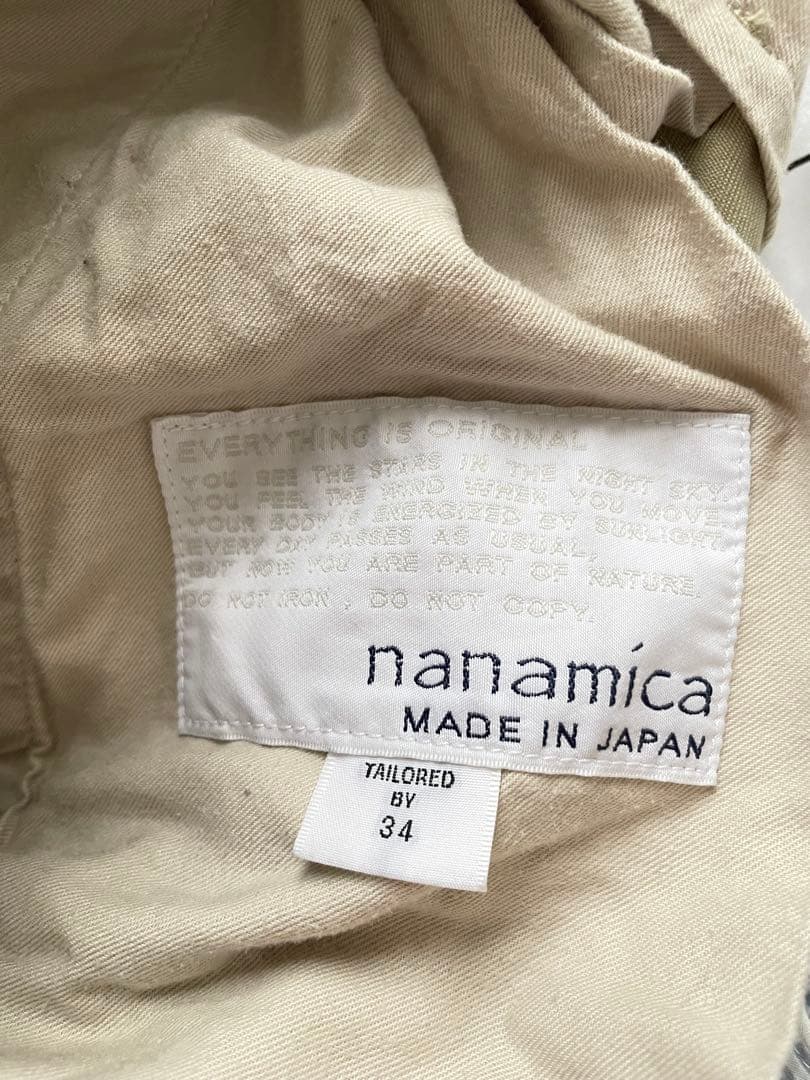 EVERYTHING IS ORIGINAL
YOU SEE THE STARS IN THE NIGHT SKY.
YOU FEEL THE WIND WHEN YOU MOVE.
YOUR BODY IS ENERGIZED BY SUNLIGHT.
EVERY DAY PASSES AS USUAL,
BUT NOW YOU ARE PART OF NATURE.
DO NOT IRON, DO NOT COPY.
nanamíca
MADE IN JAPAN
TAILORED
BY
34